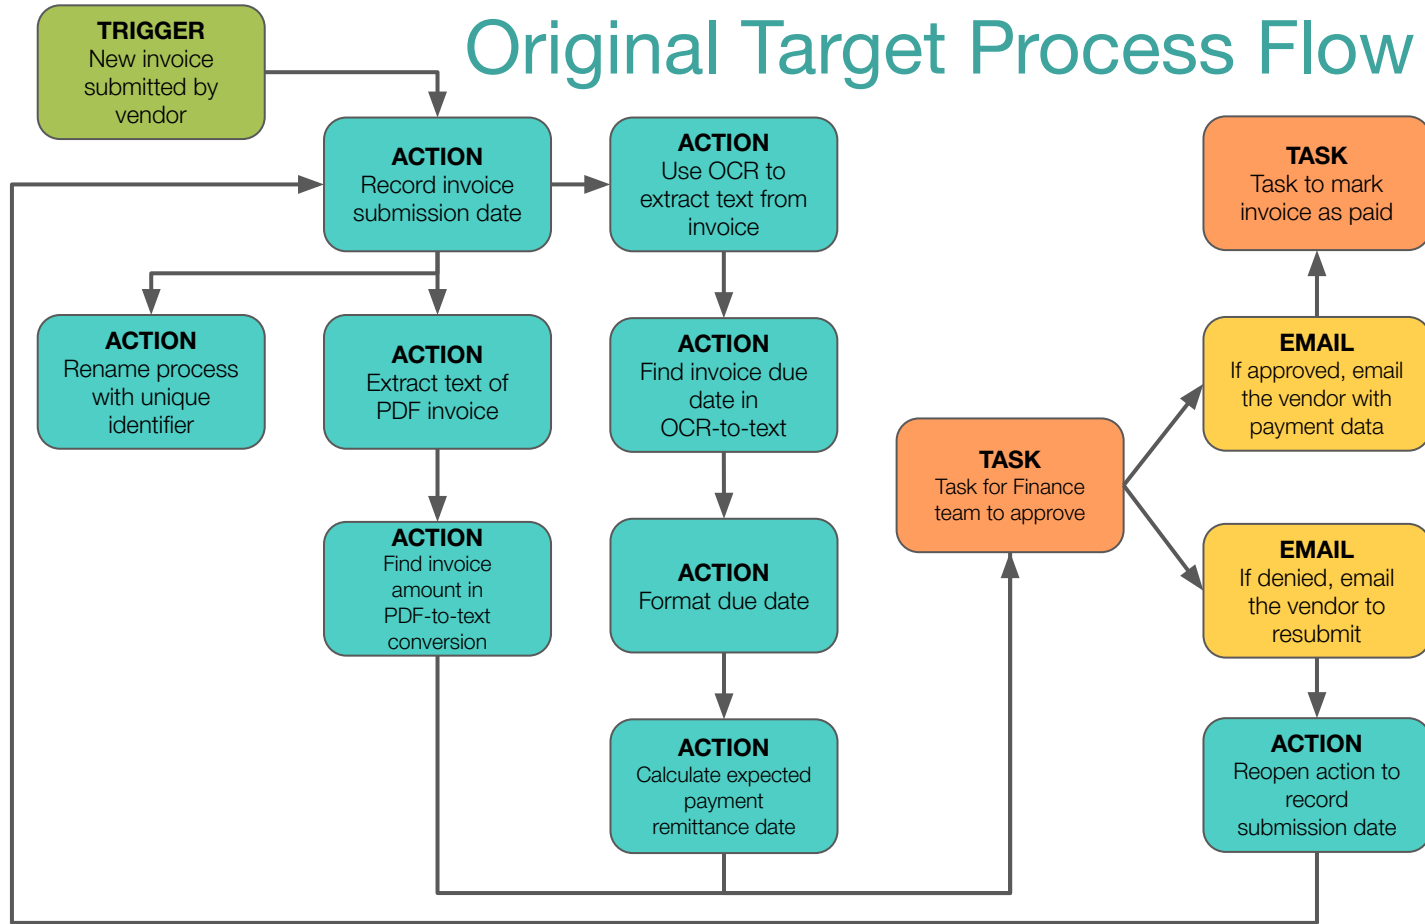 Original Target Process Flow
TRIGGER
New invoice
submitted by
vendor
ACTION
Record invoice
submission date
ACTION
Use OCR to
extract text from
invoice
TASK
Task to mark
invoice as paid
ACTION
Rename process
with unique
identifier
ACTION
Extract text of
PDF invoice
ACTION
Find invoice due
date in
OCR-to-text
EMAIL
If approved, email
the vendor with
payment data
TASK
Task for Finance
team to approve
ACTION
Find invoice
amount in
PDF-to-text
conversion
ACTION
Format due date
EMAIL
If denied, email
the vendor to
resubmit
ACTION
Calculate expected
payment
remittance date
ACTION
Reopen action to
record
submission date